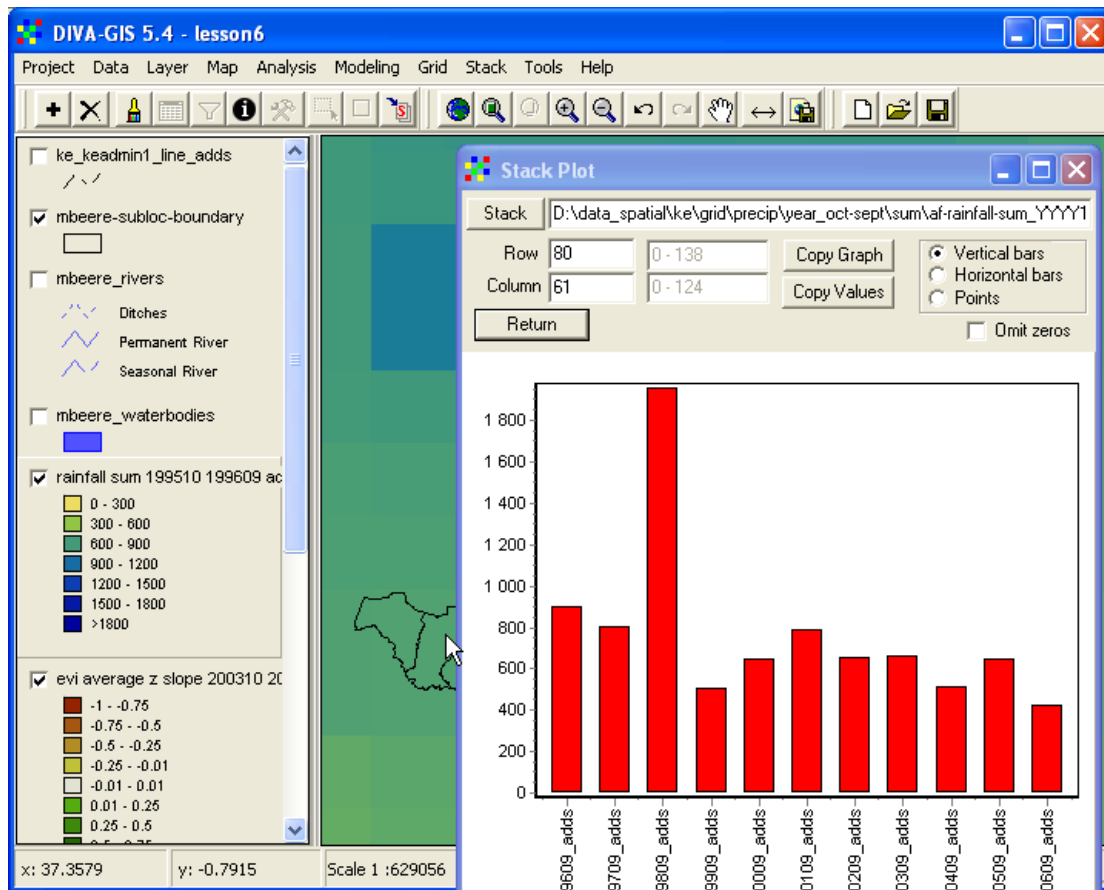 DIVA-GIS 5.4 - lesson6
Project Data Layer Map Analysis Modeling Grid Stack Tools Help
ke_keadmin1_line_adds
mbeere-subloc-boundary
mbeere_rivers
Ditches
Permanent River
Seasonal River
mbeere_waterbodies
rainfall sum 199510 199609 ac
0 - 300
300 - 600
600 - 900
900 - 1200
1200 - 1500
1500 - 1800
>1800
evi average z slope 200310 20
-1 - -0.75
-0.75 - -0.5
-0.5 - -0.25
-0.25 - -0.01
-0.01 - 0.01
0.01 - 0.25
0.25 - 0.5
x: 37.3579 y: -0.7915 Scale 1 :629056
Stack Plot
Stack D:\data_spatial\ke\grid\precip\year_oct-sept\sum\af-rainfall-sum_YYYY1
Row 80 0 - 138 Copy Graph Vertical bars
Column 61 0 - 124 Copy Values Horizontal bars
Points
Return Omit zeros
1 800
1 600
1 400
1 200
1 000
800
600
400
200
0
9609_adds
9709_adds
9809_adds
9909_adds
0009_adds
0109_adds
0209_adds
0309_adds
0409_adds
0509_adds
0609_adds